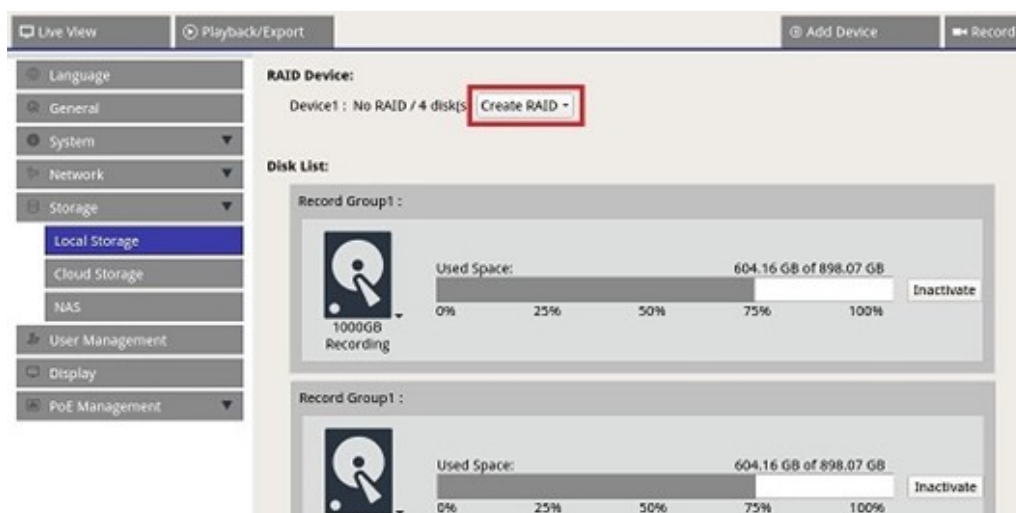 Live View
Playback/Export
Add Device
Record
Language
General
System
Network
Storage
Local Storage
Cloud Storage
NAS
User Management
Display
PoE Management
RAID Device:
Device1 : No RAID / 4 disk(s
Create RAID
Disk List:
Record Group1 :
Used Space:
604.16 GB of 898.07 GB
0% 25% 50% 75% 100%
Inactivate
1000GB
Recording
Record Group1 :
Used Space:
604.16 GB of 898.07 GB
0% 25% 50% 75% 100%
Inactivate